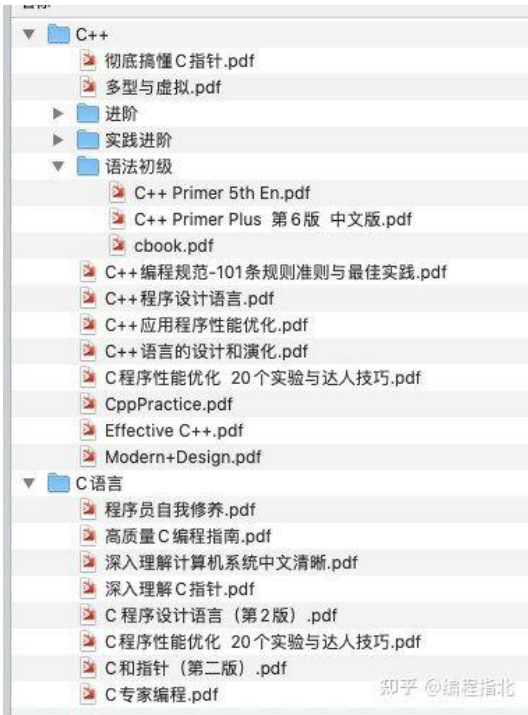 C++
彻底搞懂C指针.pdf
多型与虚拟.pdf
进阶
实践进阶
语法初级
C++ Primer 5th En.pdf
C++ Primer Plus 第6版 中文版.pdf
cbook.pdf
C++编程规范-101条规则准则与最佳实践.pdf
C++程序设计语言.pdf
C++应用程序性能优化.pdf
C++语言的设计和演化.pdf
C程序性能优化 20个实验与达人技巧.pdf
CppPractice.pdf
Effective C++.pdf
Modern+Design.pdf
C语言
程序员自我修养.pdf
高质量C编程指南.pdf
深入理解计算机系统中文清晰.pdf
深入理解C指针.pdf
C 程序设计语言（第2版）.pdf
C程序性能优化 20个实验与达人技巧.pdf
C和指针（第二版）.pdf
C专家编程.pdf
知乎 @编程指北